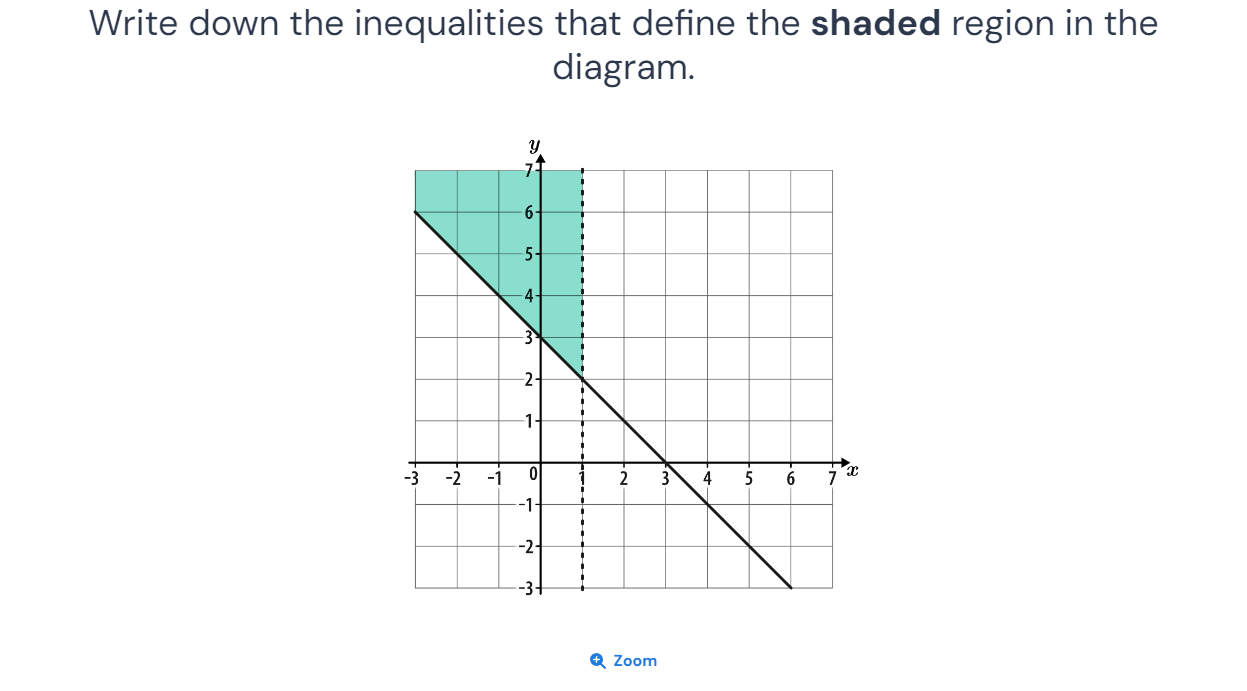 Write down the inequalities that define the shaded region in the
diagram.
y
7
6
5
4
3
2
1
-3 -2 -1 0 1 2 3 4 5 6 7 x
-1
-2
-3
Zoom